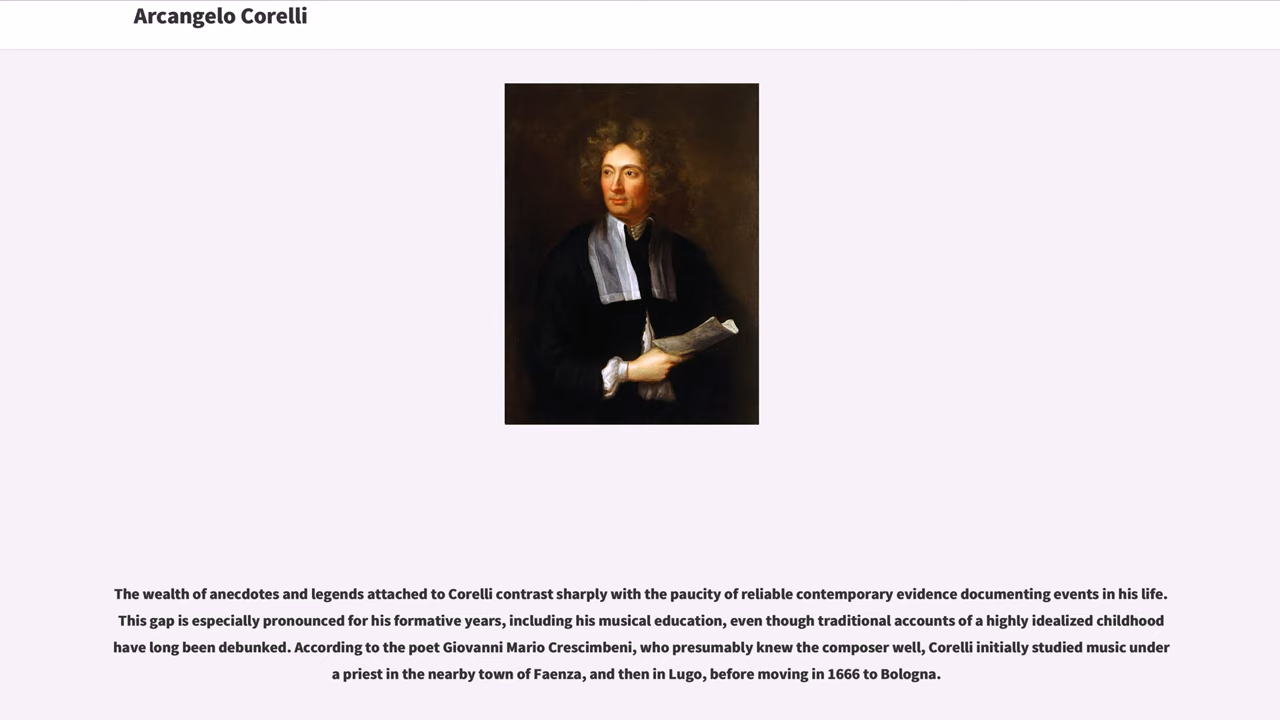 Arcangelo Corelli
The wealth of anecdotes and legends attached to Corelli contrast sharply with the paucity of reliable contemporary evidence documenting events in his life.
This gap is especially pronounced for his formative years, including his musical education, even though traditional accounts of a highly idealized childhood
have long been debunked. According to the poet Giovanni Mario Crescimbeni, who presumably knew the composer well, Corelli initially studied music under
a priest in the nearby town of Faenza, and then in Lugo, before moving in 1666 to Bologna.